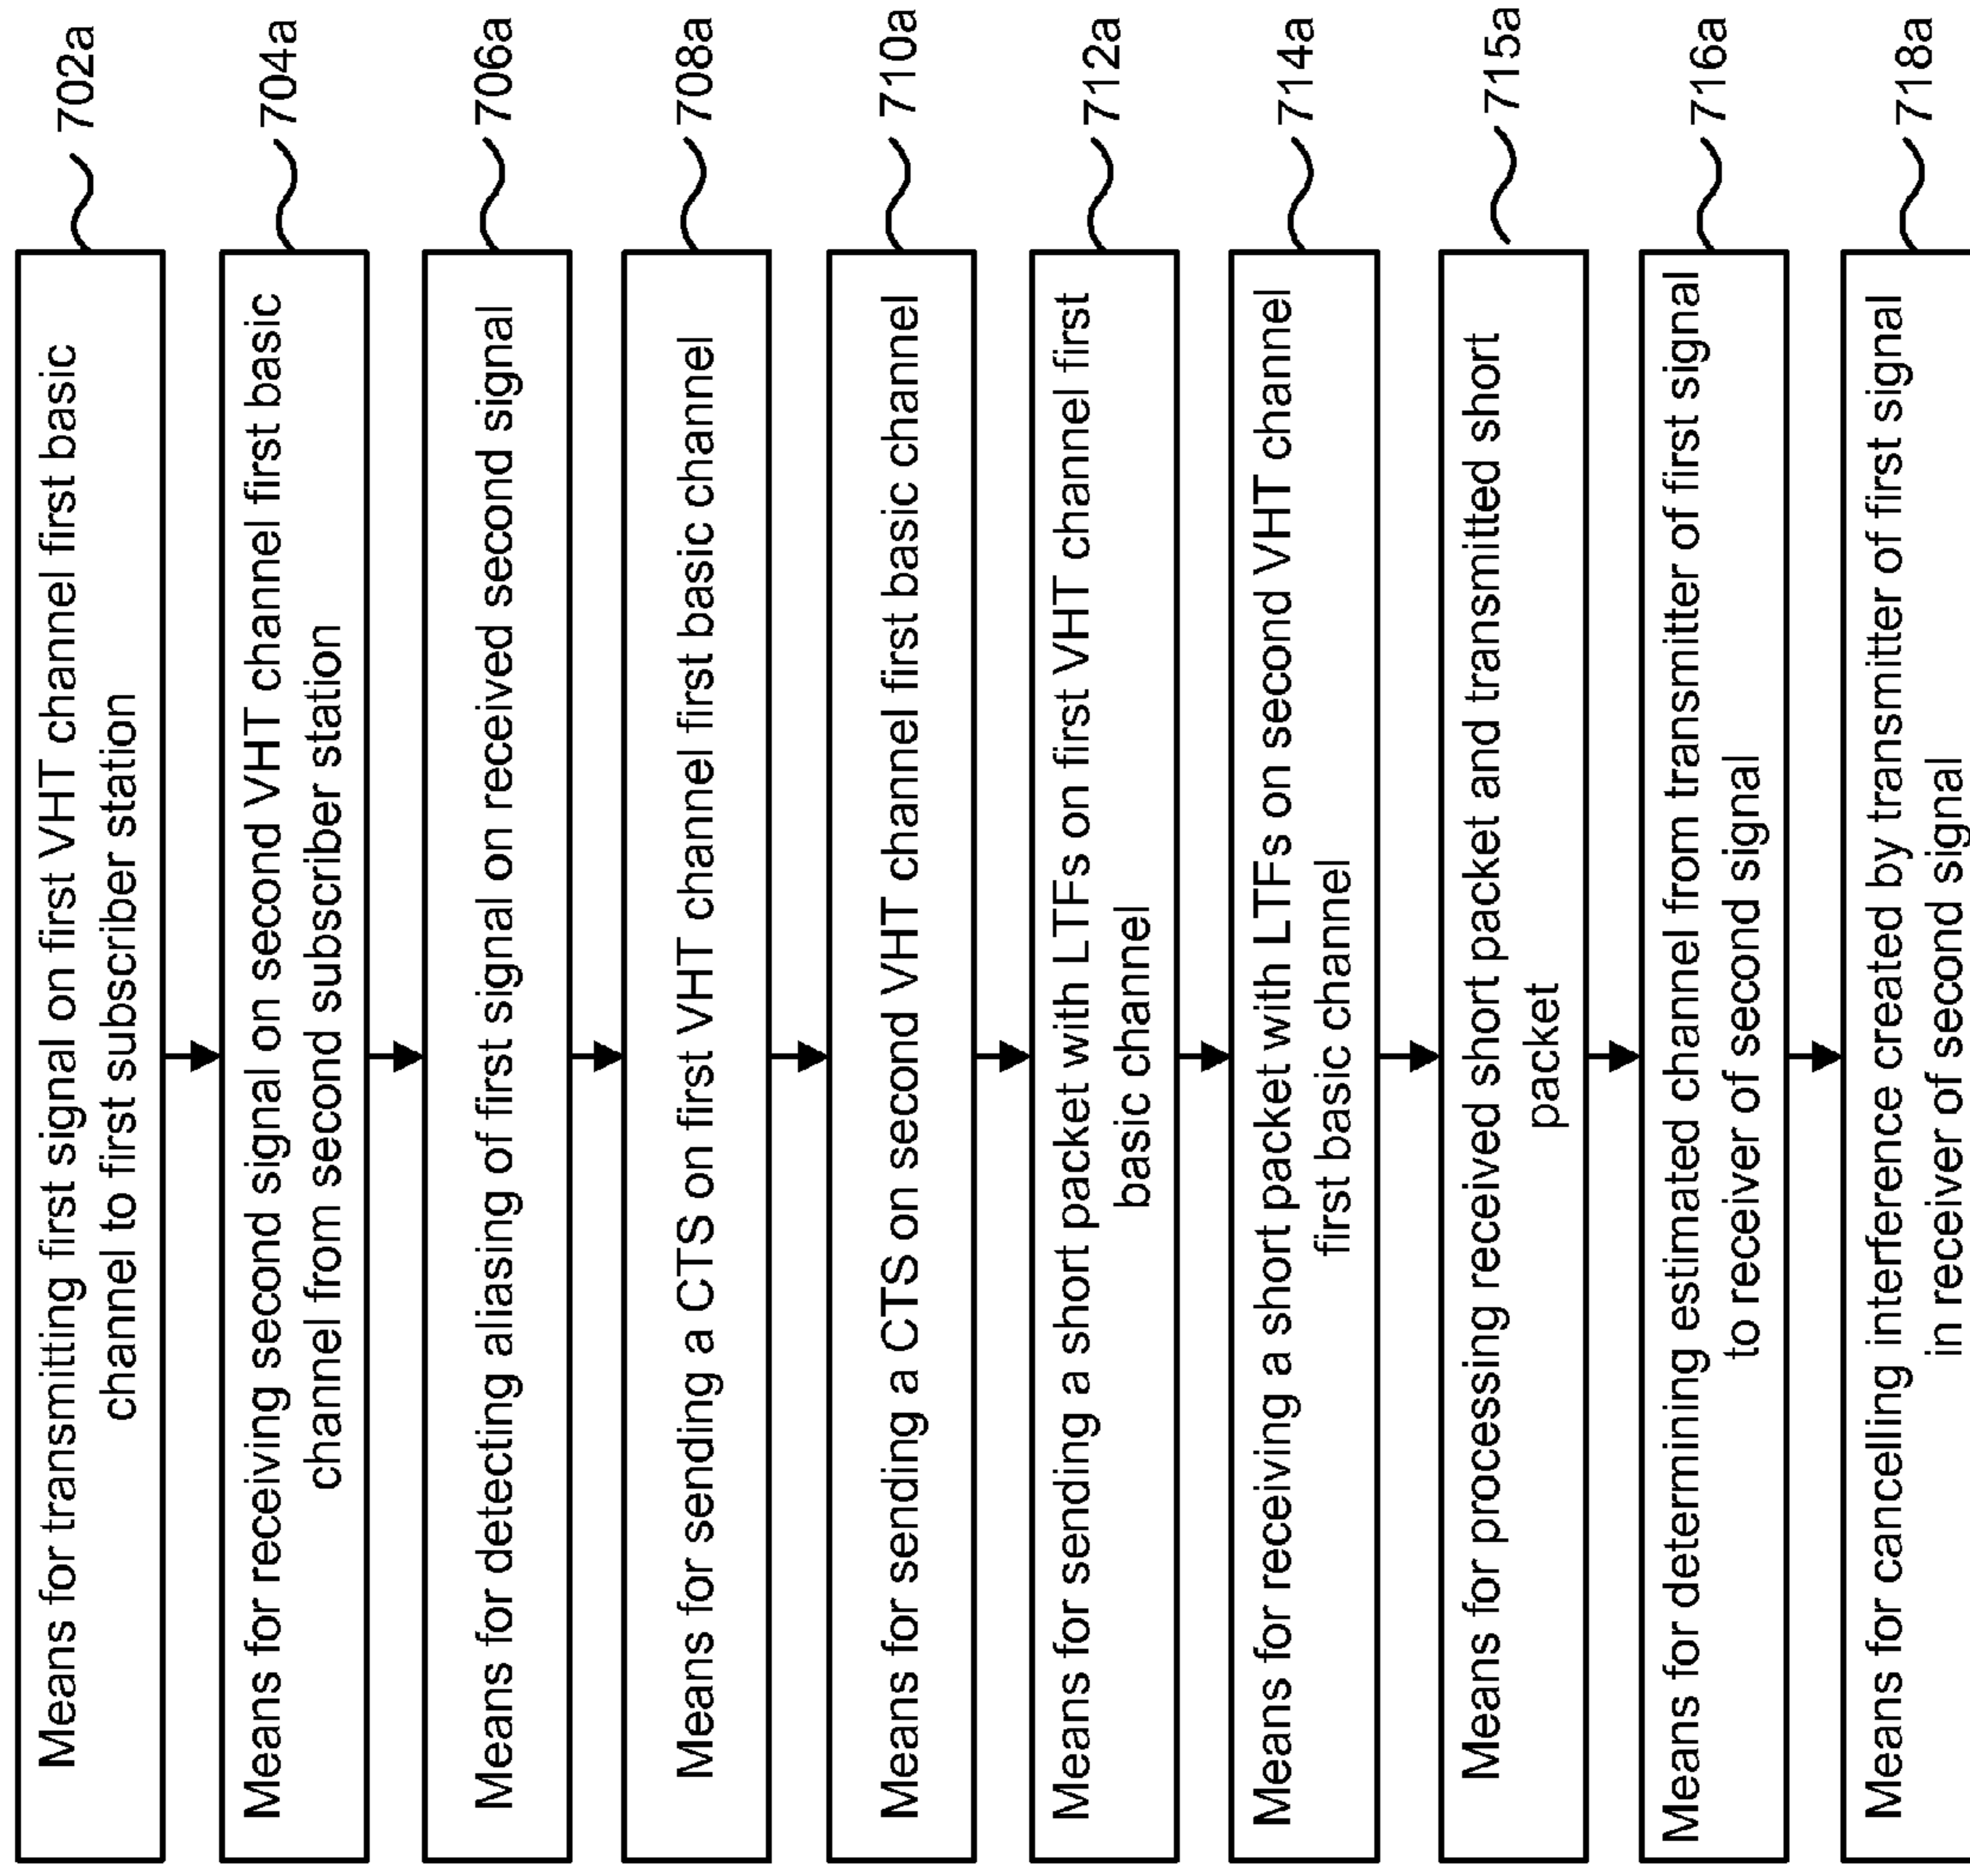 Means for transmitting first signal on first VHT channel first basic
channel to first subscriber station
702a
Means for receiving second signal on second VHT channel first basic
channel from second subscriber station
704a
Means for detecting aliasing of first signal on received second signal
706a
Means for sending a CTS on first VHT channel first basic channel
708a
Means for sending a CTS on second VHT channel first basic channel
710a
Means for sending a short packet with LTFs on first VHT channel first
basic channel
712a
Means for receiving a short packet with LTFs on second VHT channel
first basic channel
714a
Means for processing received short packet and transmitted short
packet
715a
Means for determining estimated channel from transmitter of first signal
to receiver of second signal
716a
Means for cancelling interference created by transmitter of first signal
in receiver of second signal
718a